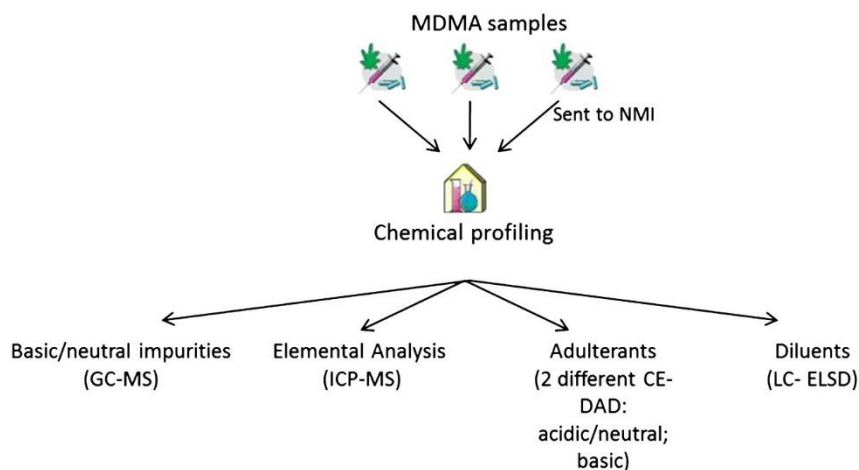 MDMA samples
Sent to NMI
Chemical profiling
Basic/neutral impurities
(GC-MS)
Elemental Analysis
(ICP-MS)
Adulterants
(2 different CE-
DAD:
acidic/neutral;
basic)
Diluents
(LC- ELSD)